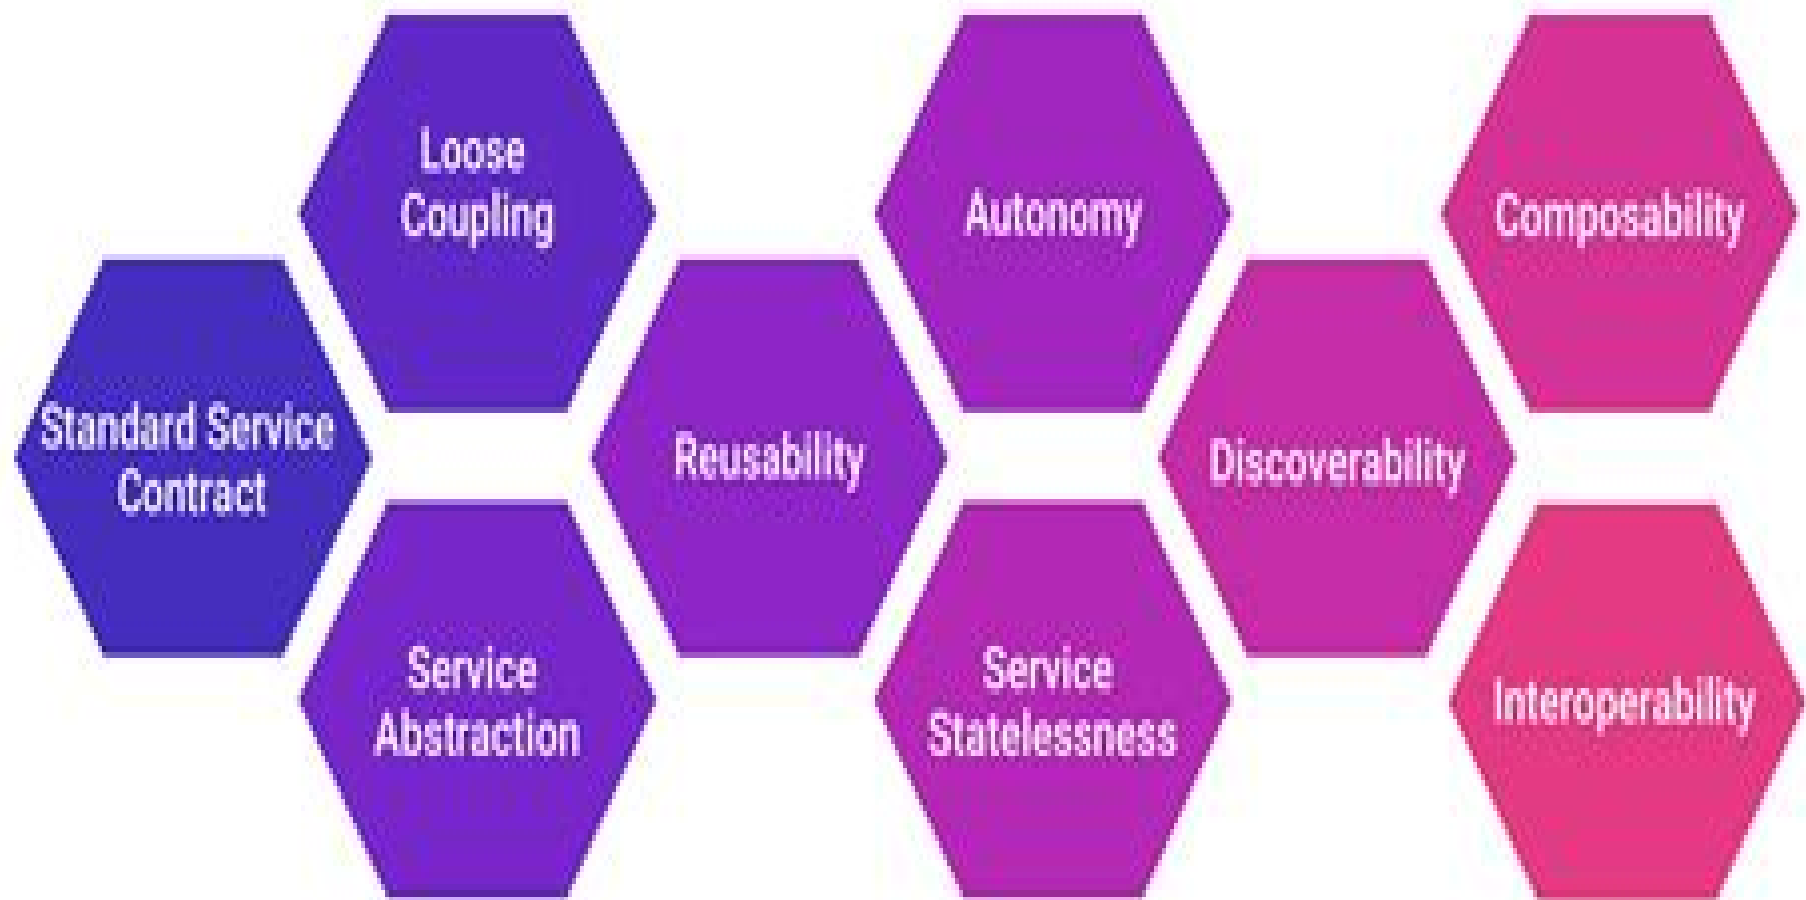 Standard Service
Contract
Loose
Coupling
Service
Abstraction
Reusability
Autonomy
Service
Statelessness
Discoverability
Composability
Interoperability